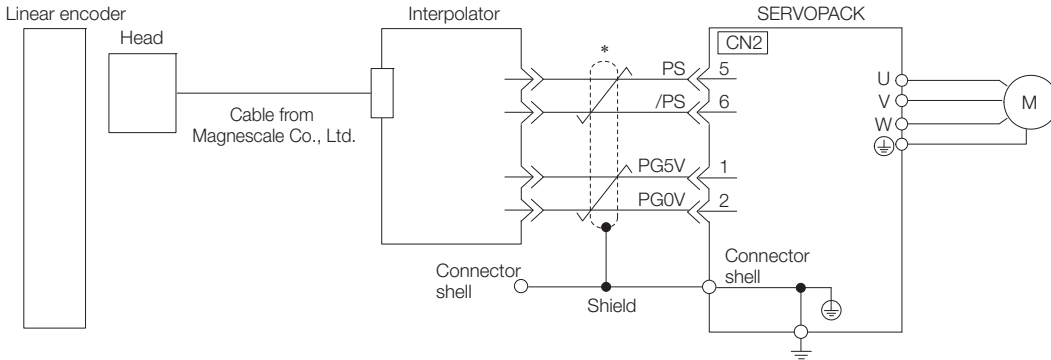 Linear encoder
Head
Cable from
Magnescale Co., Ltd.
Interpolator
*
SERVOPACK
CN2
PS 5
/PS 6
PG5V 1
PG0V 2
U
V
W
M
Connector
shell
Shield
Connector
shell